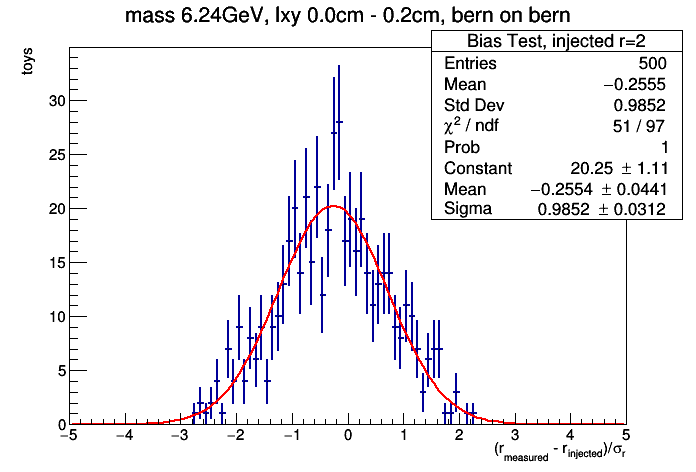 mass 6.24GeV, lxy 0.0cm - 0.2cm, bern on bern
Bias Test, injected r=2
Entries 500
Mean −0.2555
Std Dev 0.9852
χ² / ndf 51 / 97
Prob 1
Constant 20.25 ± 1.11
Mean −0.2554 ± 0.0441
Sigma 0.9852 ± 0.0312
toys
30
25
20
15
10
5
0
−5 −4 −3 −2 −1 0 1 2 3 4 5
(r_measured - r_injected)/σ_r